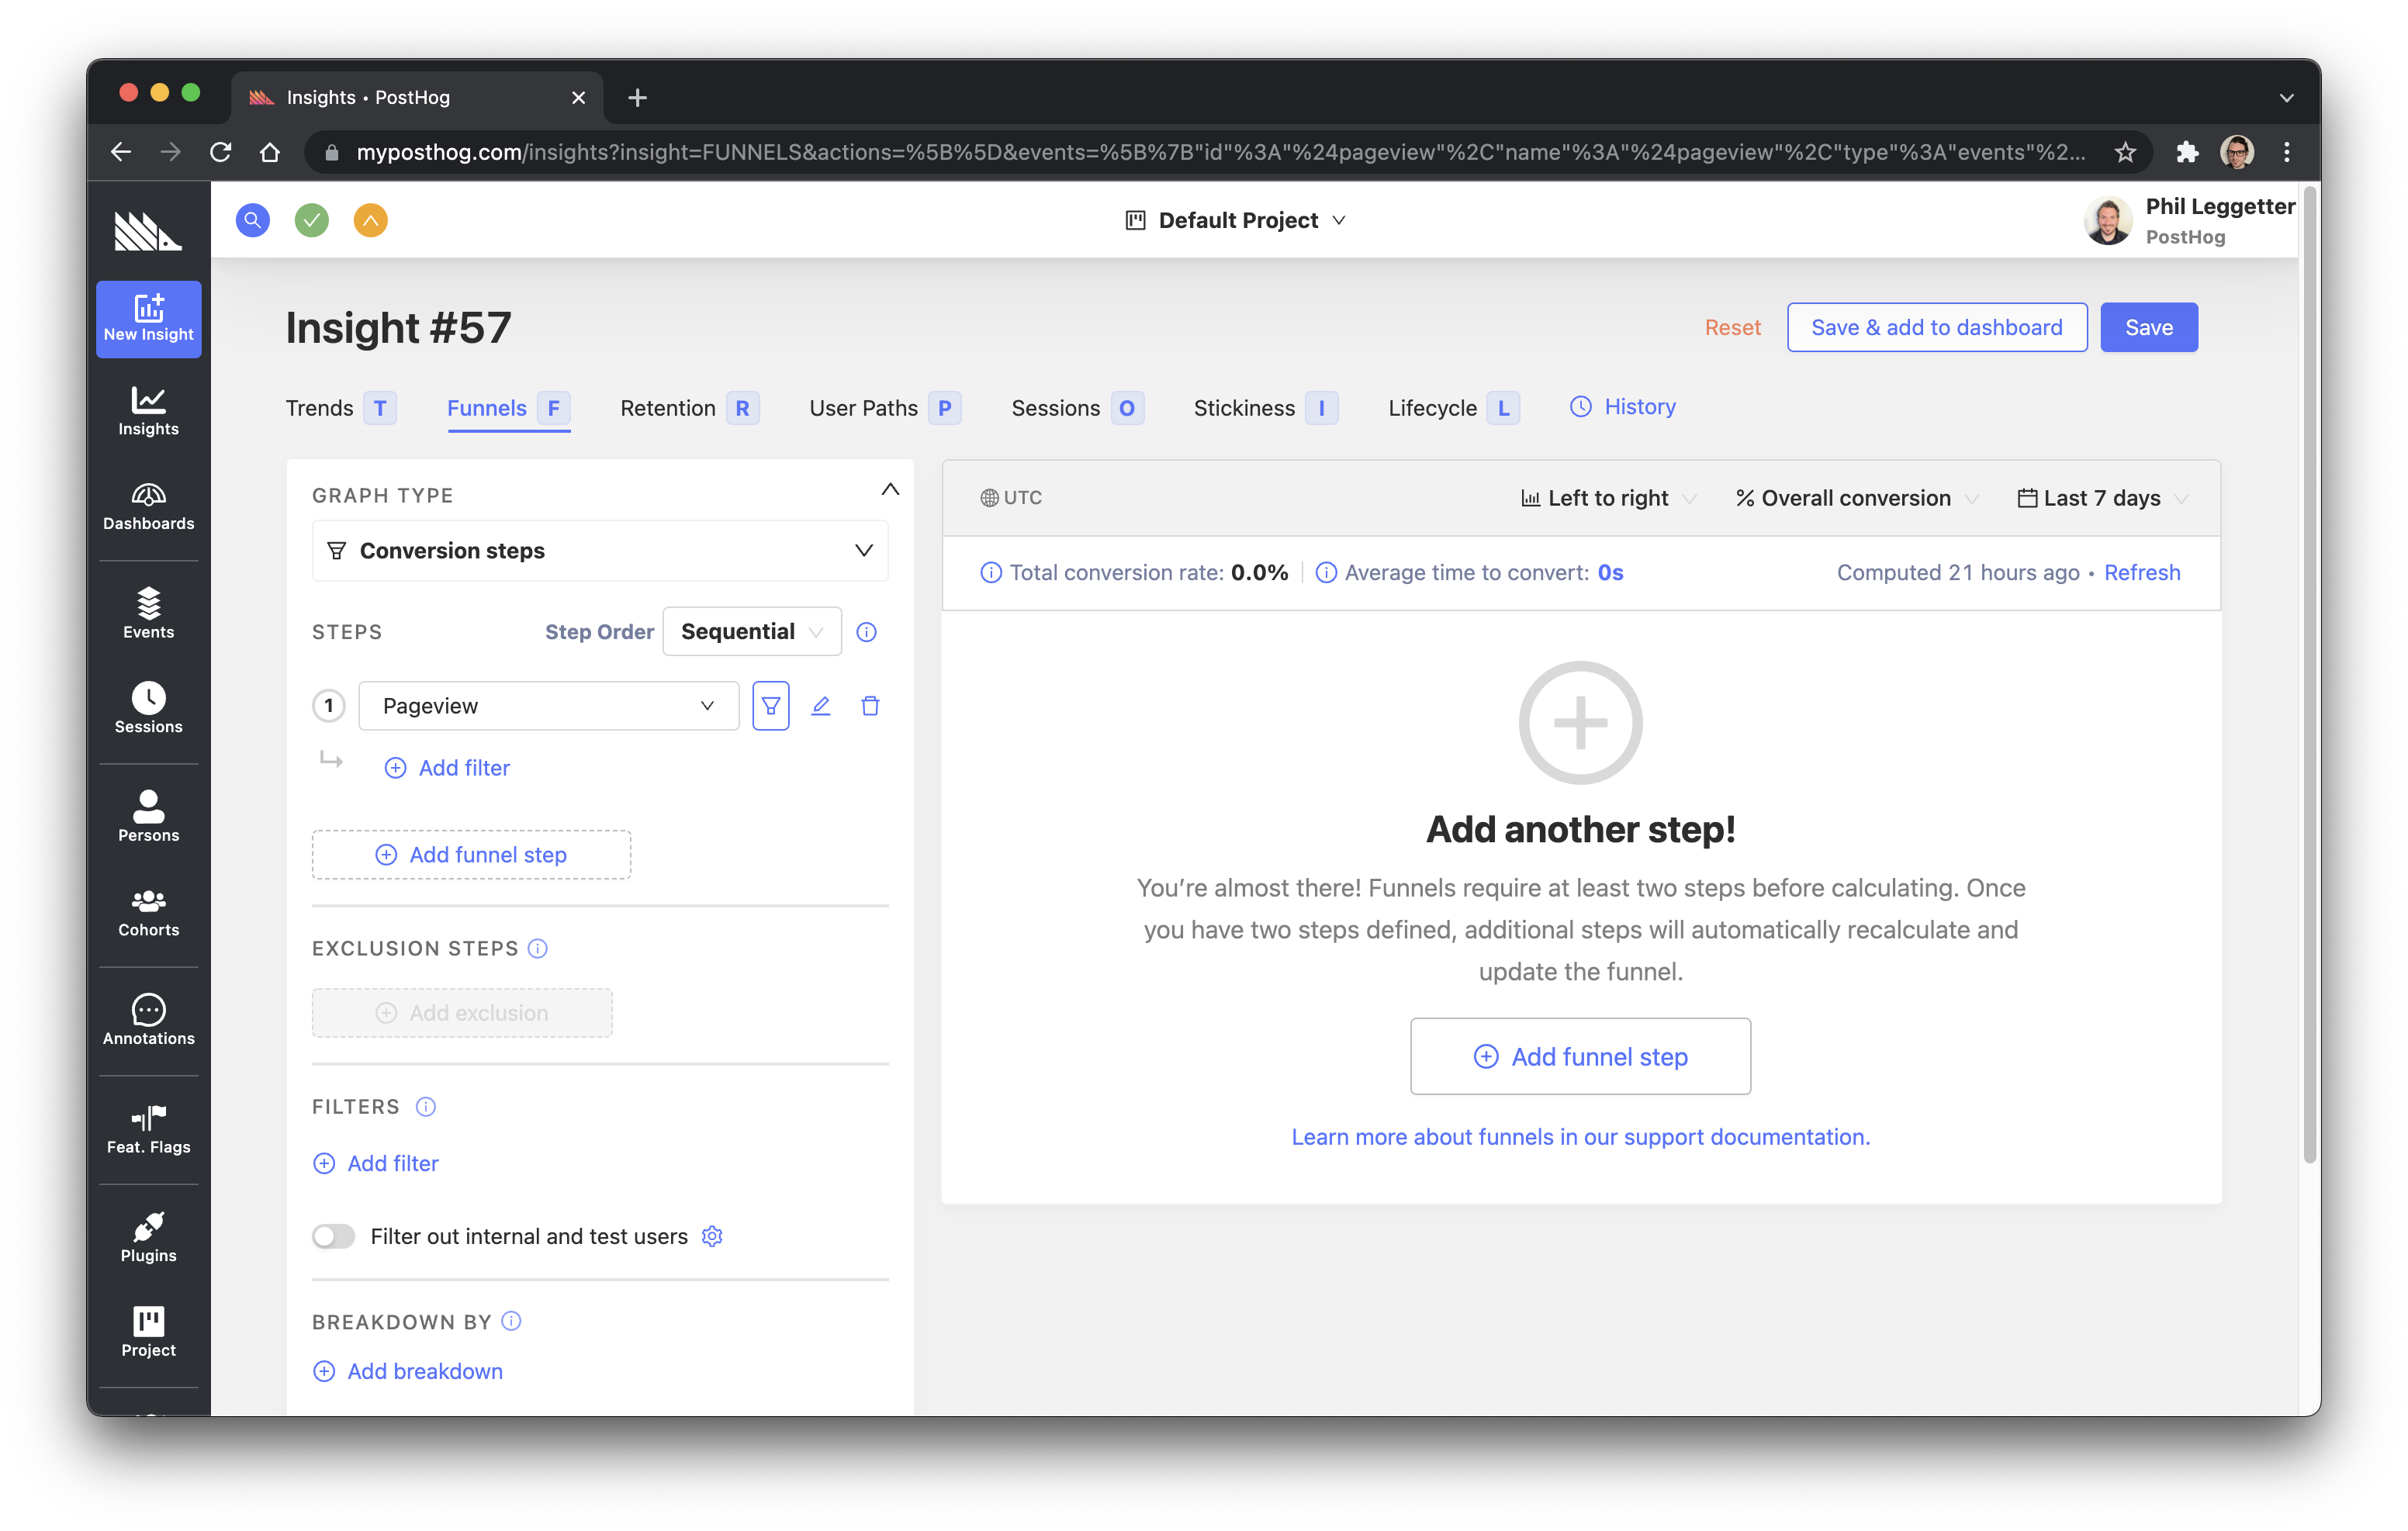 Insights • PostHog
myposthog.com/insights?insight=FUNNELS&actions=%5B%5D&events=%5B%7B"id"%3A"%24pageview"%2C"name"%3A"%24pageview"%2C"type"%3A"events"%2...
Default Project
Phil Leggetter
PostHog
New Insight
Insights
Dashboards
Events
Sessions
Persons
Cohorts
Annotations
Feat. Flags
Plugins
Project
Insight #57
Reset
Save & add to dashboard
Save
Trends T
Funnels F
Retention R
User Paths P
Sessions O
Stickiness I
Lifecycle L
History
GRAPH TYPE
Conversion steps
STEPS
Step Order
Sequential
1
Pageview
Add filter
Add funnel step
EXCLUSION STEPS
Add exclusion
FILTERS
Add filter
Filter out internal and test users
BREAKDOWN BY
Add breakdown
UTC
Left to right
% Overall conversion
Last 7 days
Total conversion rate: 0.0%
Average time to convert: 0s
Computed 21 hours ago • Refresh
Add another step!
You’re almost there! Funnels require at least two steps before calculating. Once
you have two steps defined, additional steps will automatically recalculate and
update the funnel.
Add funnel step
Learn more about funnels in our support documentation.